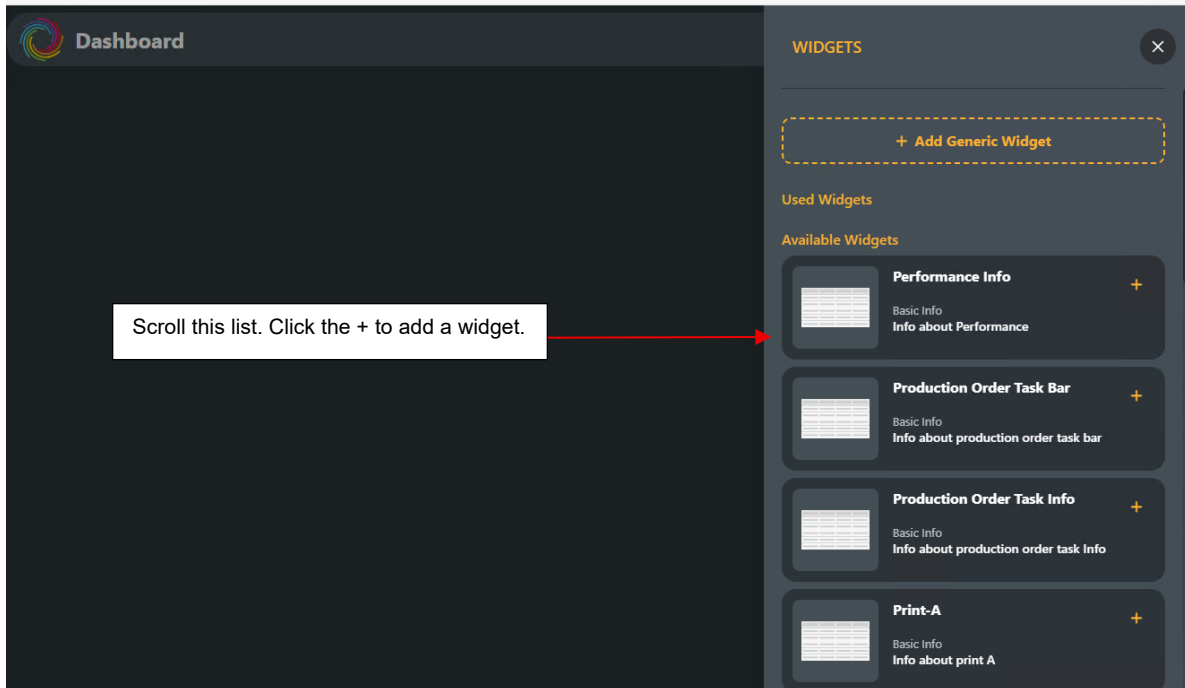 Dashboard
WIDGETS
+ Add Generic Widget
Used Widgets
Available Widgets
Performance Info
+
Basic Info
Info about Performance
Scroll this list. Click the + to add a widget.
Production Order Task Bar
+
Basic Info
Info about production order task bar
Production Order Task Info
+
Basic Info
Info about production order task Info
Print-A
+
Basic Info
Info about print A